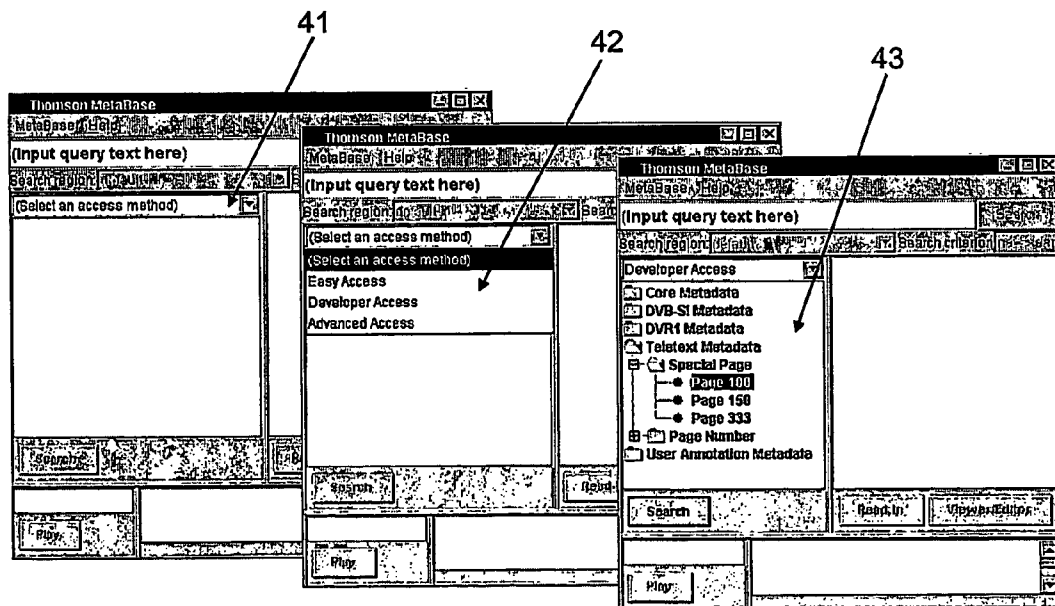 41
42
43
Thomson MetaBase
MetaBase Help
(Input query text here)
Search region: default
(Select an access method)
Search
Play
Thomson MetaBase
MetaBase Help
(Input query text here)
Search region:
(Select an access method)
(Select an access method)
Easy Access
Developer Access
Advanced Access
Search
Read
Play
Thomson MetaBase
MetaBase Help
(Input query text here)
Search
Search region: default
Search criterion
Developer Access
Core Metadata
DVB-SI Metadata
DVR1 Metadata
Teletext Metadata
Special Page
Page 100
Page 150
Page 333
Page Number
User Annotation Metadata
Search
Read In
Viewer/Editor
Play